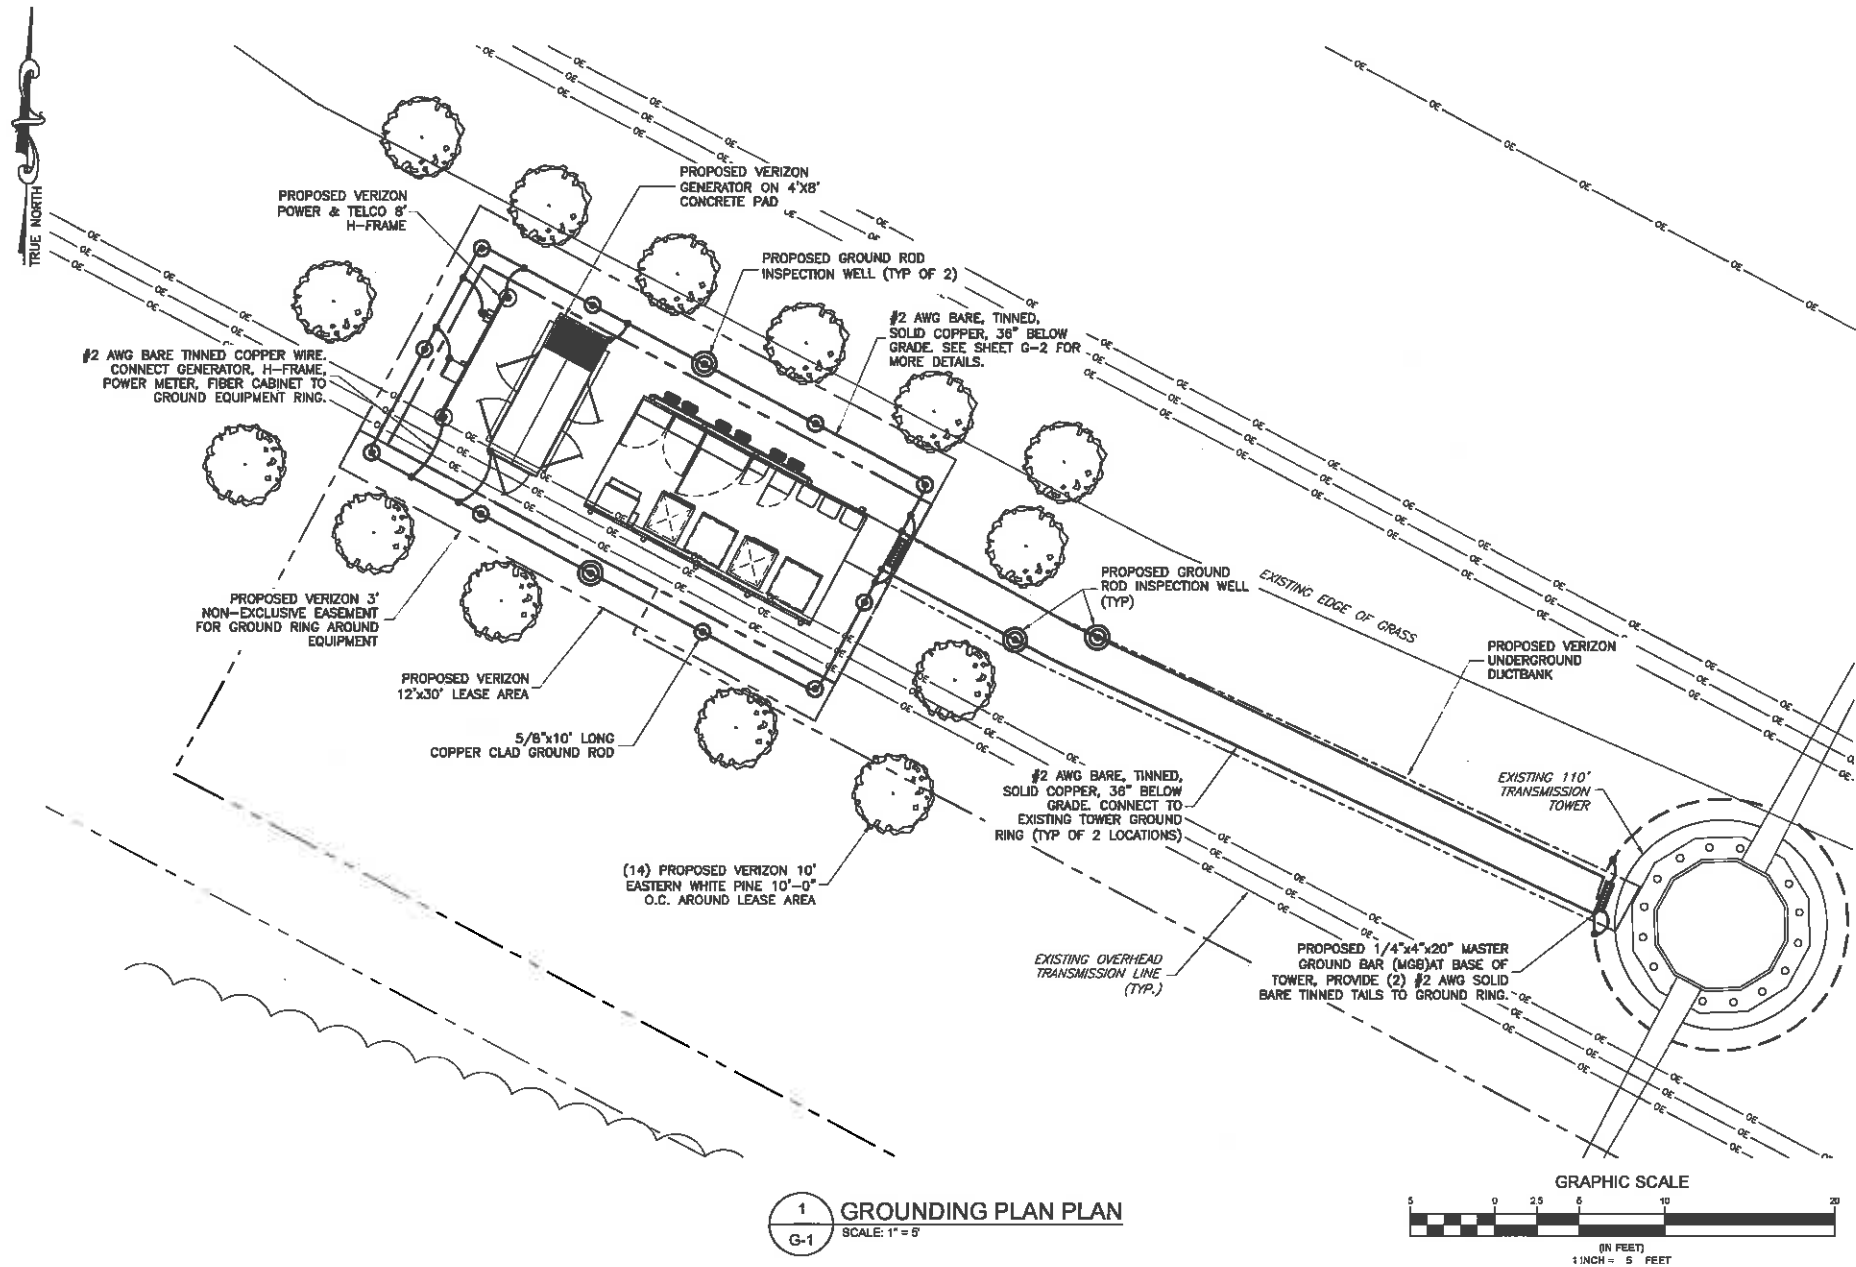 TRUE NORTH
PROPOSED VERIZON
POWER & TELCO 8'
H-FRAME
PROPOSED VERIZON
GENERATOR ON 4'X8'
CONCRETE PAD
PROPOSED GROUND ROD
INSPECTION WELL (TYP OF 2)
#2 AWG BARE, TINNED,
SOLID COPPER, 36" BELOW
GRADE. SEE SHEET G-2 FOR
MORE DETAILS.
#2 AWG BARE TINNED COPPER WIRE.
CONNECT GENERATOR, H-FRAME,
POWER METER, FIBER CABINET TO
GROUND EQUIPMENT RING.
PROPOSED VERIZON 3'
NON-EXCLUSIVE EASEMENT
FOR GROUND RING AROUND
EQUIPMENT
PROPOSED VERIZON
12'x30' LEASE AREA
5/8"x10' LONG
COPPER CLAD GROUND ROD
PROPOSED GROUND
ROD INSPECTION WELL
(TYP)
EXISTING EDGE OF GRASS
PROPOSED VERIZON
UNDERGROUND
DUCTBANK
#2 AWG BARE, TINNED,
SOLID COPPER, 36" BELOW
GRADE. CONNECT TO
EXISTING TOWER GROUND
RING (TYP OF 2 LOCATIONS)
EXISTING 110'
TRANSMISSION
TOWER
(14) PROPOSED VERIZON 10'
EASTERN WHITE PINE 10'-0"
O.C. AROUND LEASE AREA
EXISTING OVERHEAD
TRANSMISSION LINE
(TYP.)
PROPOSED 1/4"x4"x20" MASTER
GROUND BAR (MGB)AT BASE OF
TOWER, PROVIDE (2) #2 AWG SOLID
BARE TINNED TAILS TO GROUND RING.
1
G-1
GROUNDING PLAN PLAN
SCALE: 1" = 5'
GRAPHIC SCALE
5 0 2.5 5 10 20
(IN FEET)
1 INCH = 5 FEET